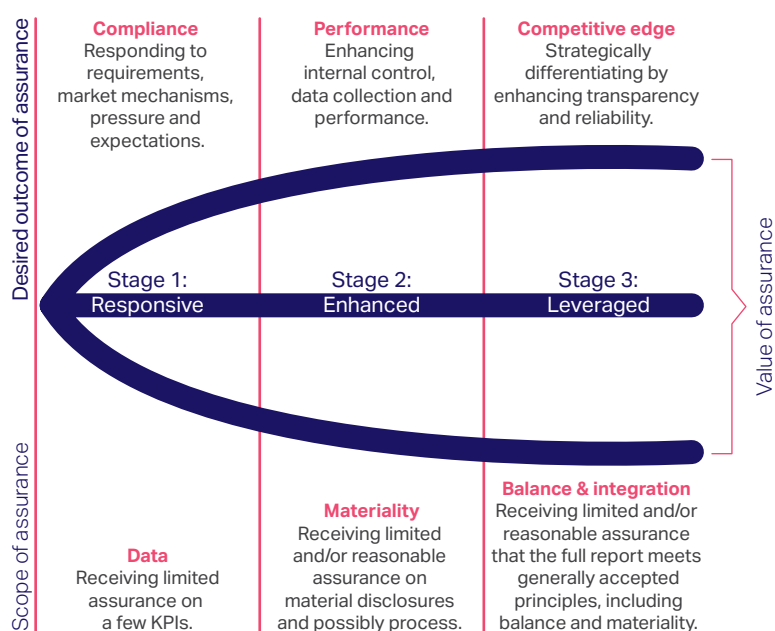 Desired outcome of assurance
Compliance
Responding to
requirements,
market mechanisms,
pressure and
expectations.
Performance
Enhancing
internal control,
data collection and
performance.
Competitive edge
Strategically
differentiating by
enhancing transparency
and reliability.
Stage 1:
Responsive
Stage 2:
Enhanced
Stage 3:
Leveraged
Value of assurance
Scope of assurance
Data
Receiving limited
assurance on
a few KPIs.
Materiality
Receiving limited
and/or reasonable
assurance on
material disclosures
and possibly process.
Balance & integration
Receiving limited and/or
reasonable assurance
that the full report meets
generally accepted
principles, including
balance and materiality.